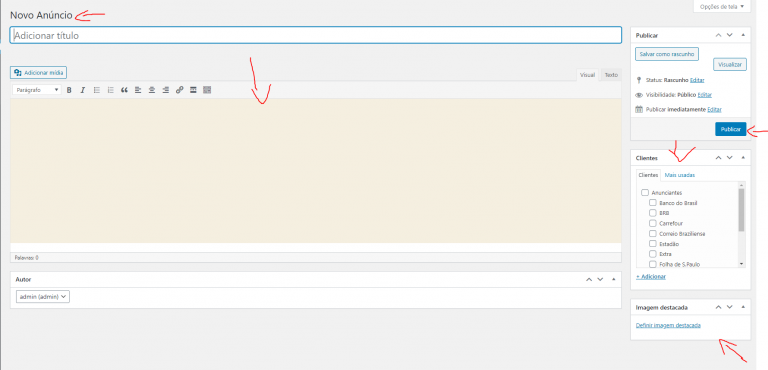 Opções de tela ▼
Novo Anúncio
Adicionar título
Adicionar mídia
Visual Texto
Parágrafo
Palavras: 0
Autor
admin (admin)
Publicar
Salvar como rascunho
Visualizar
Status: Rascunho Editar
Visibilidade: Público Editar
Publicar imediatamente Editar
Publicar
Clientes
Clientes Mais usadas
Anunciantes
Banco do Brasil
BRB
Carrefour
Correio Braziliense
Estadão
Extra
Folha de S.Paulo
+ Adicionar
Imagem destacada
Definir imagem destacada